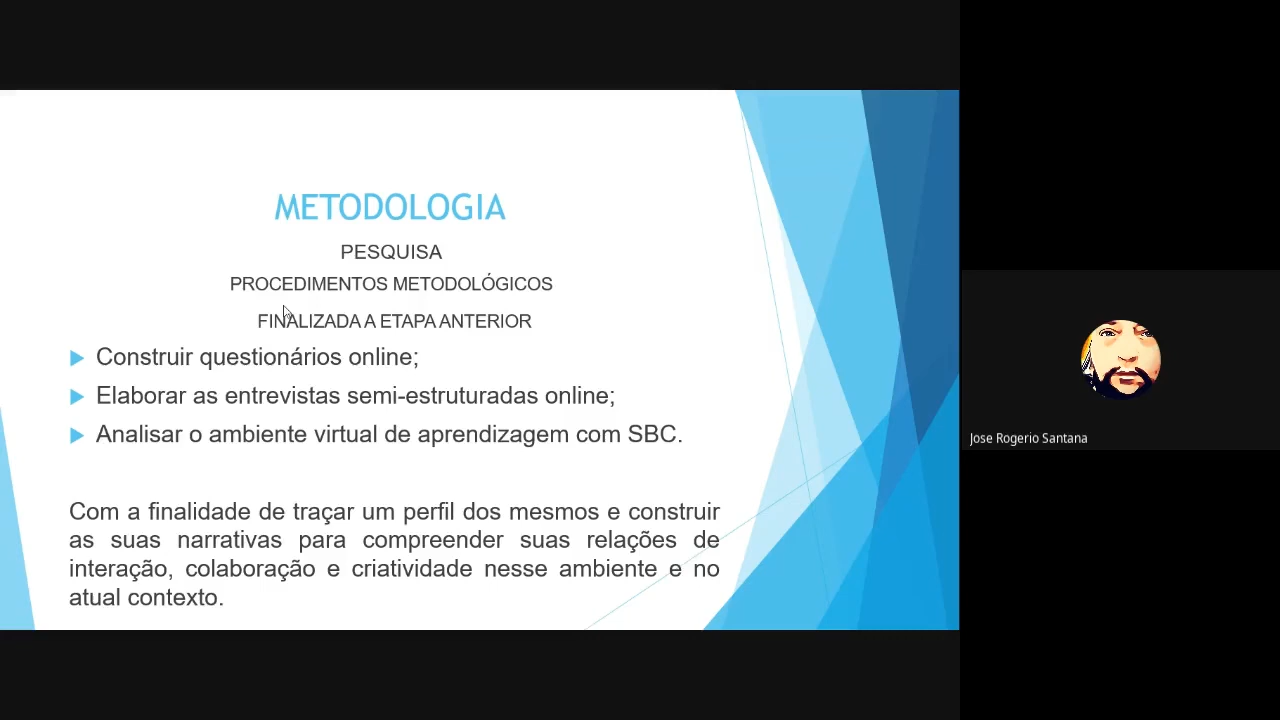 METODOLOGIA
PESQUISA
PROCEDIMENTOS METODOLÓGICOS
FINALIZADA A ETAPA ANTERIOR
Construir questionários online;
Elaborar as entrevistas semi-estruturadas online;
Analisar o ambiente virtual de aprendizagem com SBC.
Com a finalidade de traçar um perfil dos mesmos e construir
as suas narrativas para compreender suas relações de
interação, colaboração e criatividade nesse ambiente e no
atual contexto.
Jose Rogerio Santana